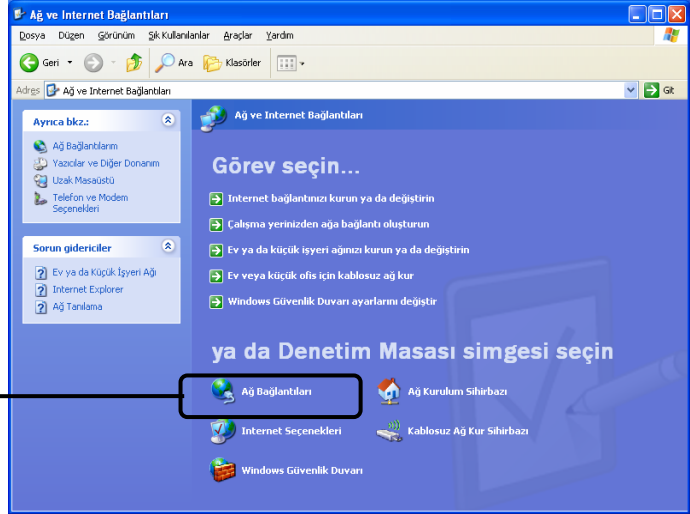 Ağ ve Internet Bağlantıları
Dosya Düzen Görünüm Sık Kullanılanlar Araçlar Yardım
Geri Ara Klasörler
Adres Ağ ve Internet Bağlantıları Git
Ayrıca bkz.:
Ağ Bağlantılarım
Yazıcılar ve Diğer Donanım
Uzak Masaüstü
Telefon ve Modem
Seçenekleri
Sorun gidericiler
Ev ya da Küçük İşyeri Ağı
Internet Explorer
Ağ Tanılama
Ağ ve Internet Bağlantıları
Görev seçin...
Internet bağlantınızı kurun ya da değiştirin
Çalışma yerinizden ağa bağlantı oluşturun
Ev ya da küçük işyeri ağınızı kurun ya da değiştirin
Ev veya küçük ofis için kablosuz ağ kur
Windows Güvenlik Duvarı ayarlarını değiştir
ya da Denetim Masası simgesi seçin
Ağ Bağlantıları Ağ Kurulum Sihirbazı
Internet Seçenekleri Kablosuz Ağ Kur Sihirbazı
Windows Güvenlik Duvarı